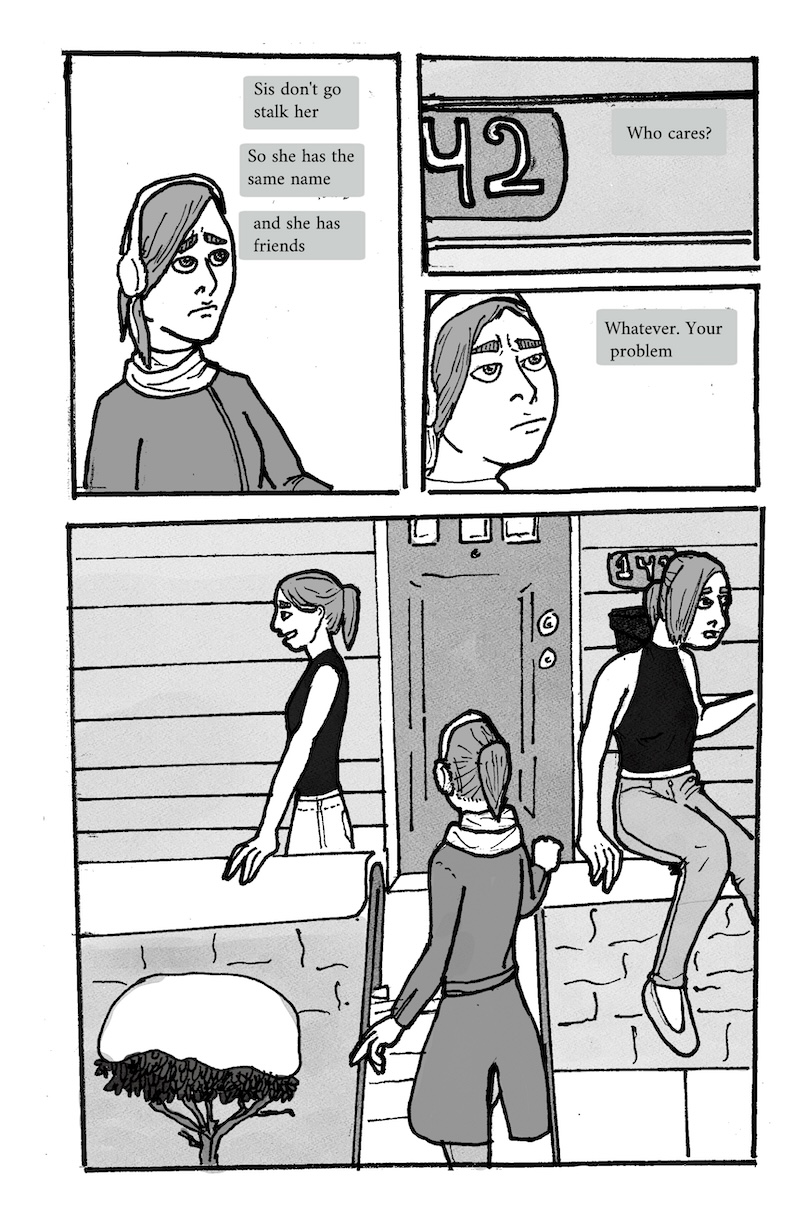 Sis don't go
stalk her
So she has the
same name
and she has
friends
42
Who cares?
Whatever. Your
problem
142